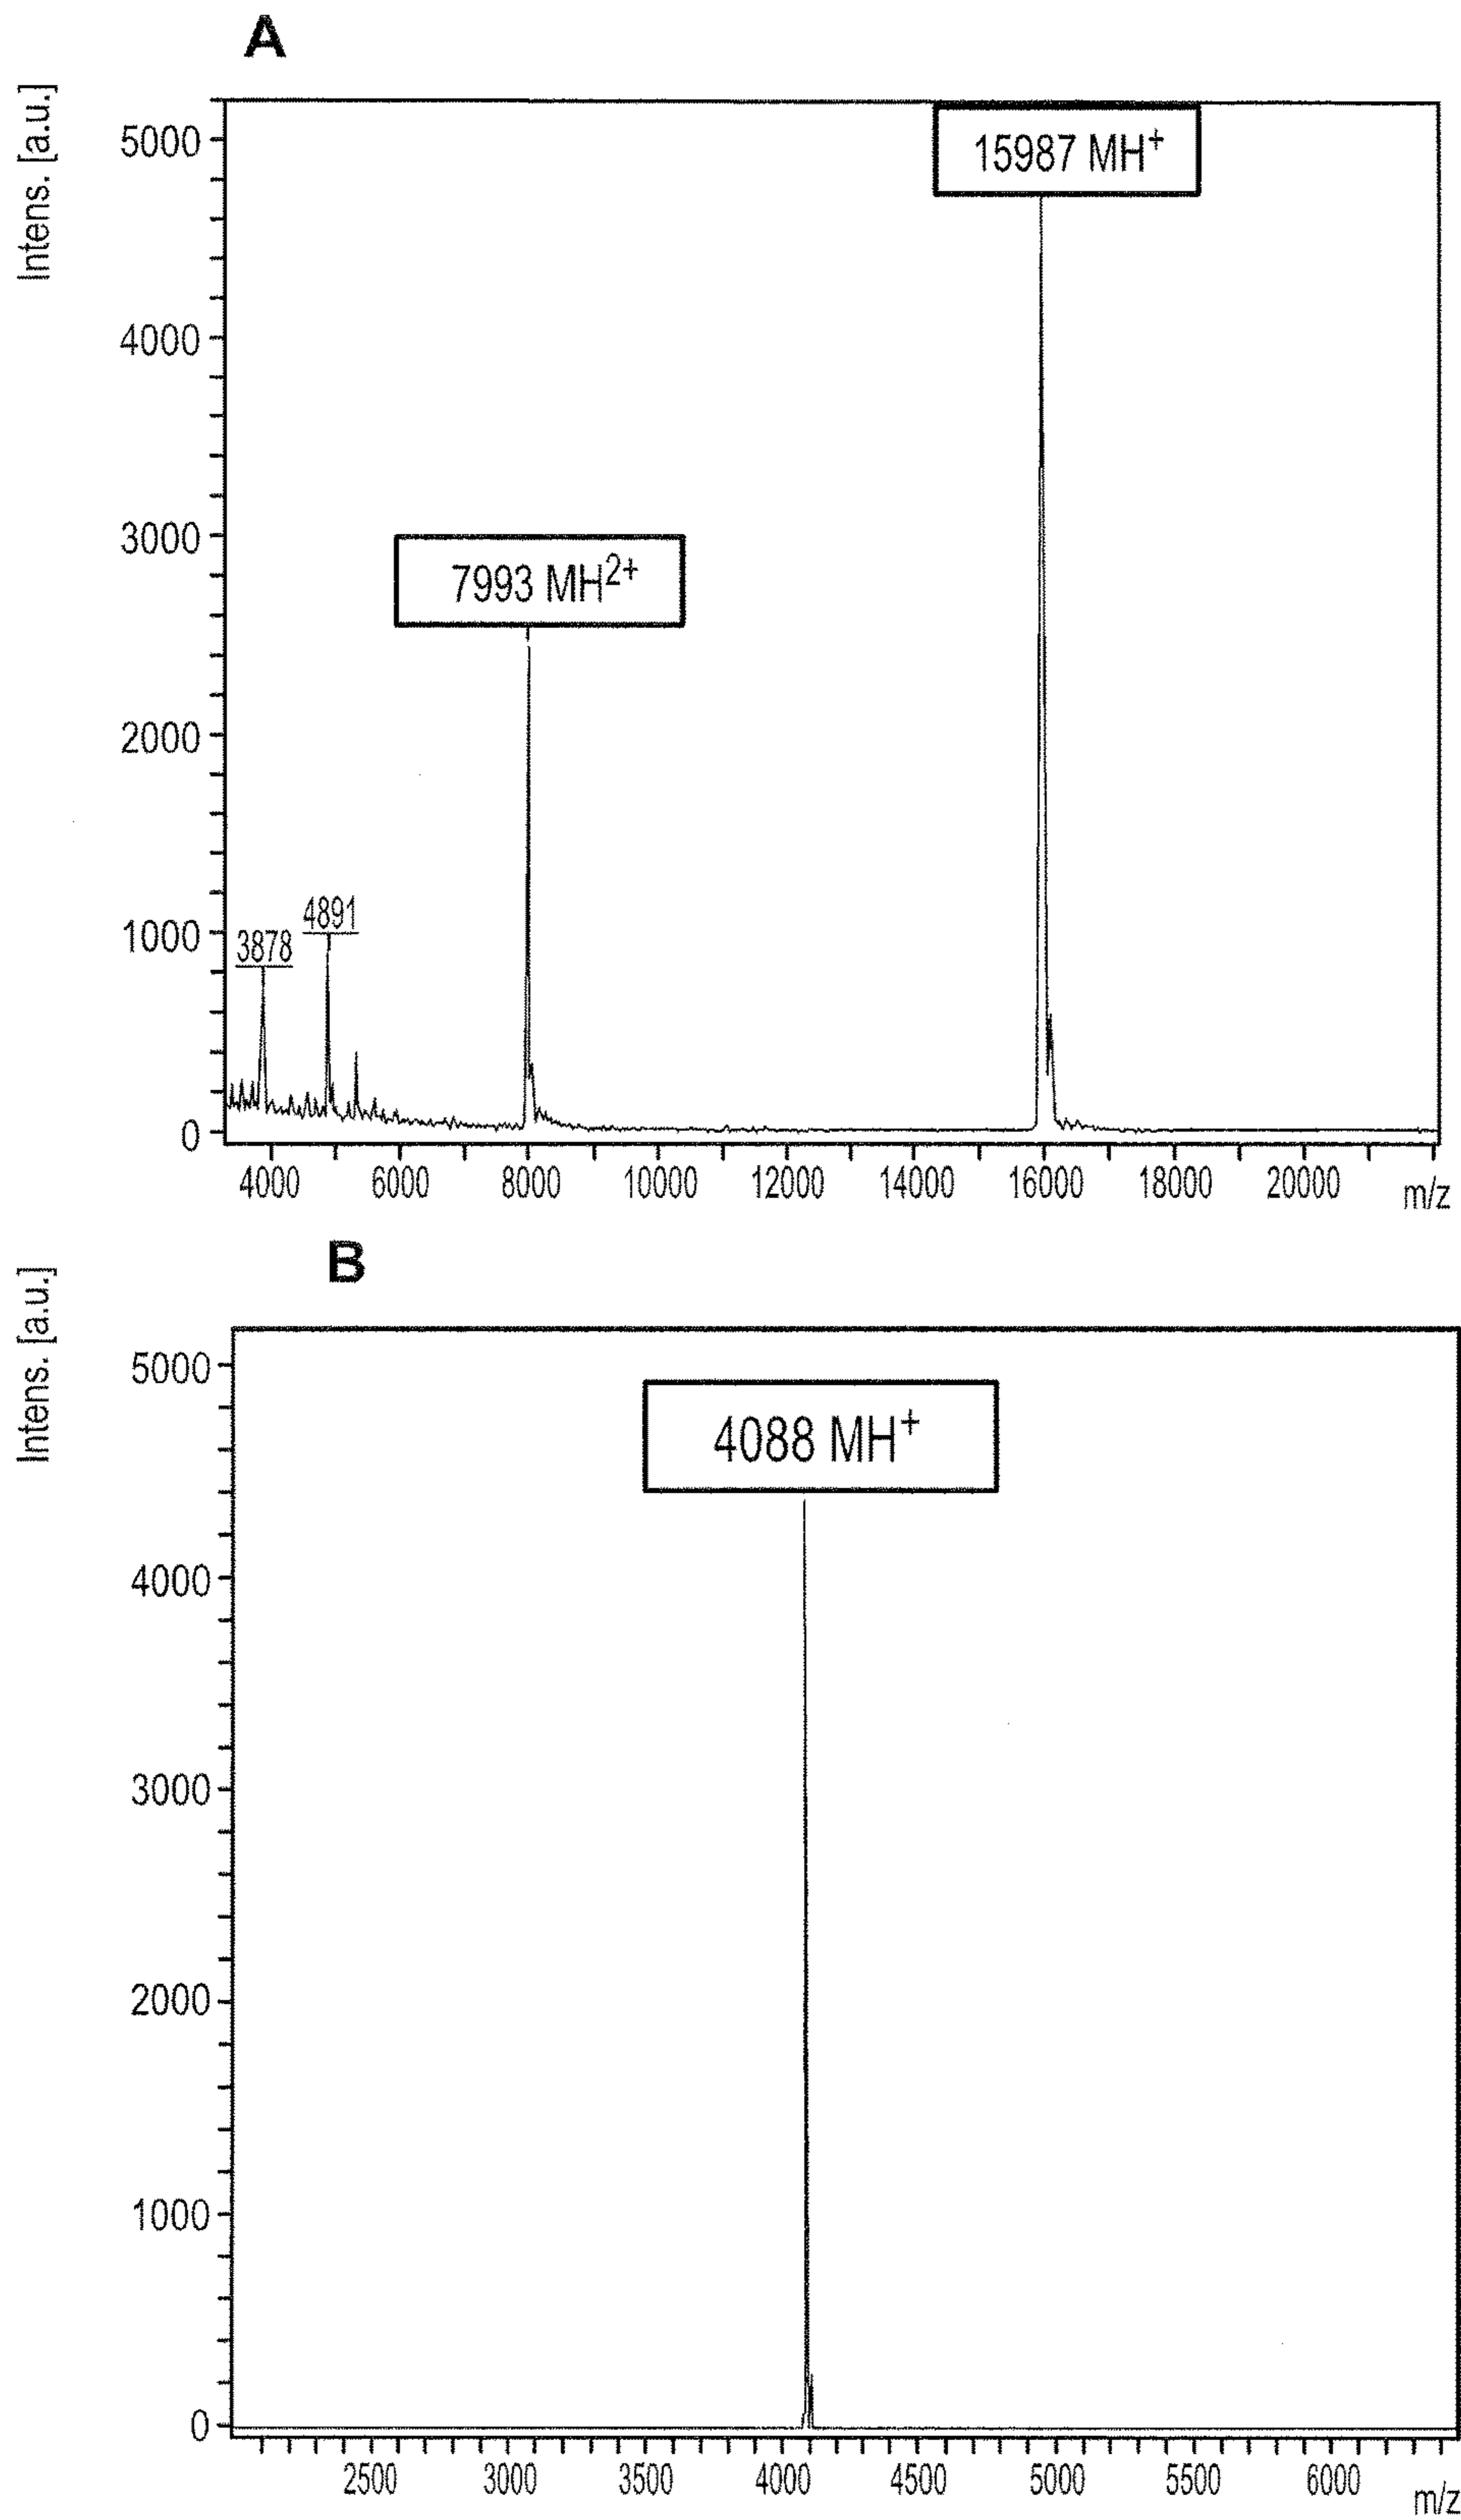 A
Intens. [a.u.]
5000
4000
3000
2000
1000
0
15987 MH+
7993 MH2+
4891
3878
4000 6000 8000 10000 12000 14000 16000 18000 20000 m/z
B
Intens. [a.u.]
5000
4000
3000
2000
1000
0
4088 MH+
2500 3000 3500 4000 4500 5000 5500 6000 m/z